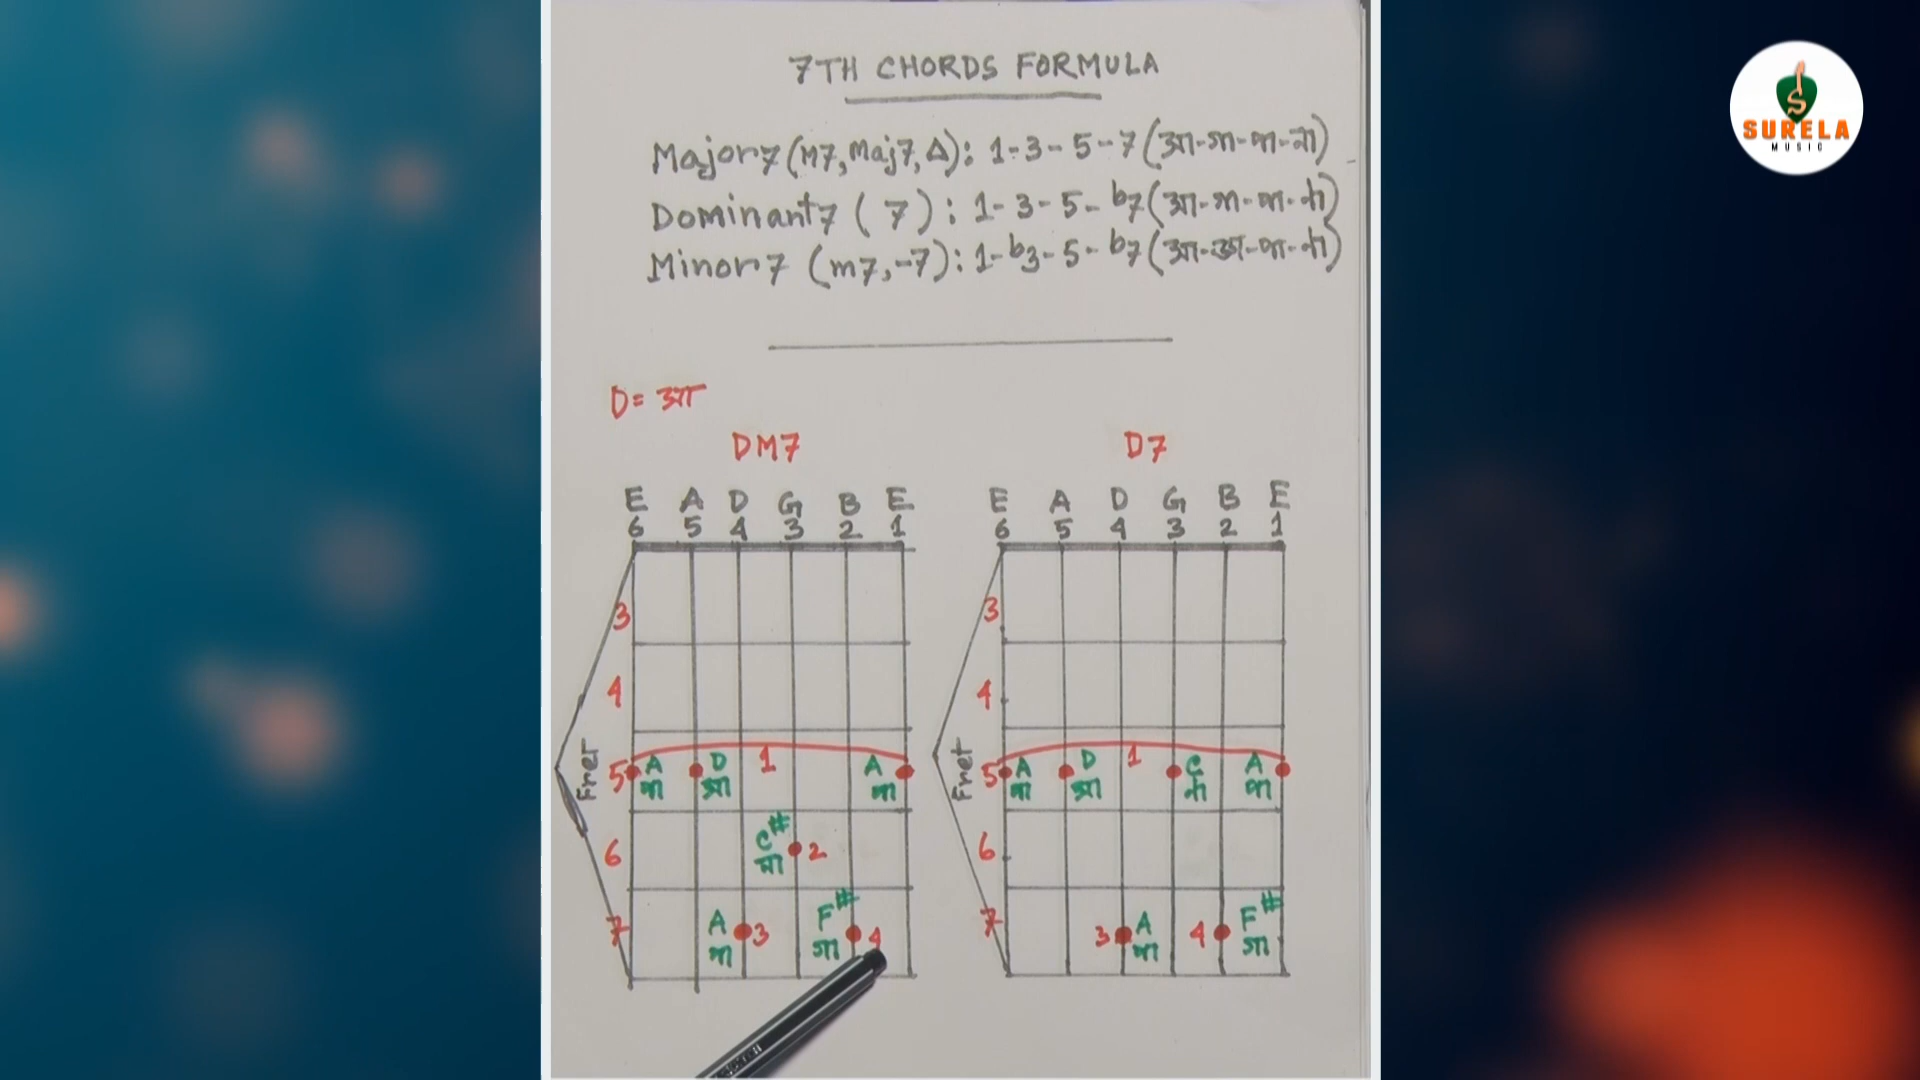 SURELA
MUSIC
7TH CHORDS FORMULA
Major7 (M7, Maj7, Δ): 1-3-5-7 (সা-গা-পা-না)
Dominant7 (7): 1-3-5-b7 (সা-গা-পা-ণা)
Minor7 (m7, -7): 1-b3-5-b7 (সা-জ্ঞা-পা-ণা)
D= সা
DM7
E A D G B E
6 5 4 3 2 1
3
4
Fret
5 A D 1 A
পা সা পা
C#
6 না 2
7 A 3 F# 4
পা গা
D7
E A D G B E
6 5 4 3 2 1
3
4
Fret
5 A D 1 C A
পা সা ণা পা
6
7 3 A 4 F#
পা গা